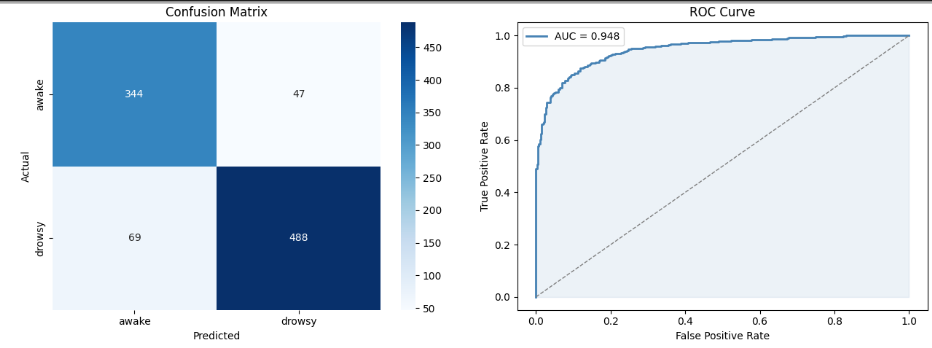 Confusion Matrix
awake
drowsy
Actual
344
47
69
488
awake
drowsy
Predicted
450
400
350
300
250
200
150
100
50
ROC Curve
AUC = 0.948
True Positive Rate
1.0
0.8
0.6
0.4
0.2
0.0
0.0
0.2
0.4
0.6
0.8
1.0
False Positive Rate